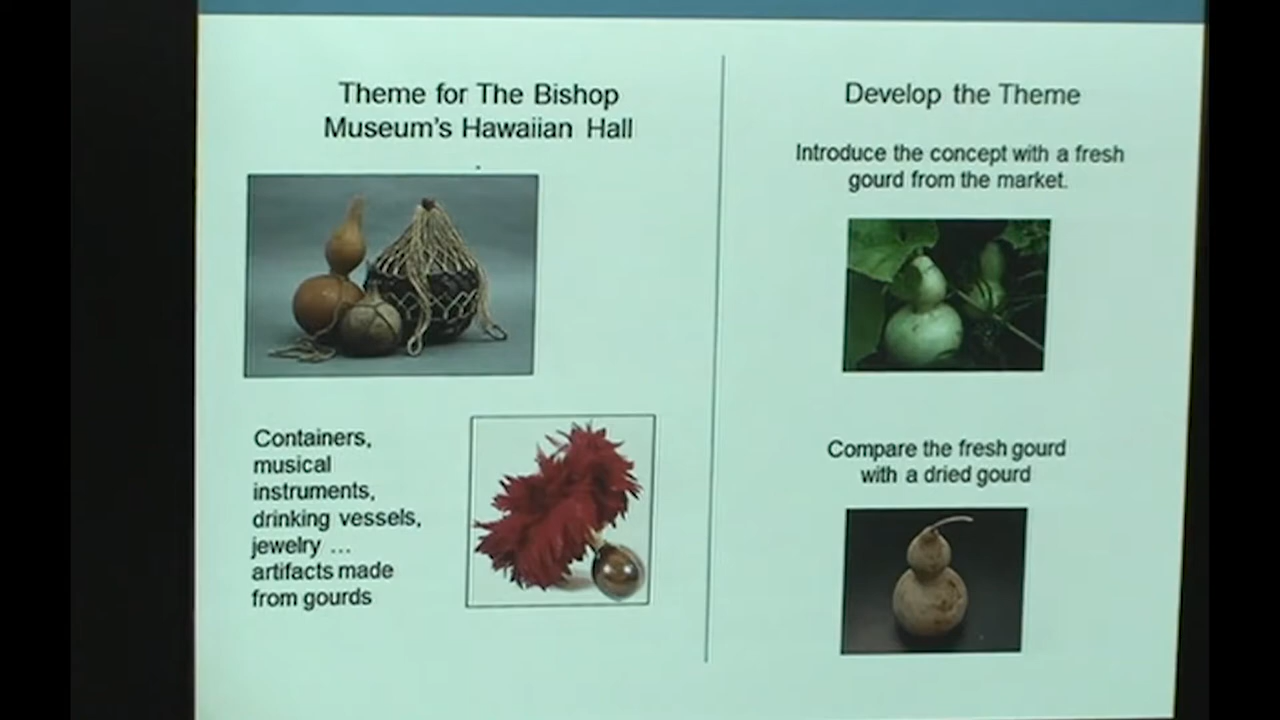 Theme for The Bishop
Museum's Hawaiian Hall
Containers,
musical
instruments,
drinking vessels,
jewelry ...
artifacts made
from gourds
Develop the Theme
Introduce the concept with a fresh
gourd from the market.
Compare the fresh gourd
with a dried gourd